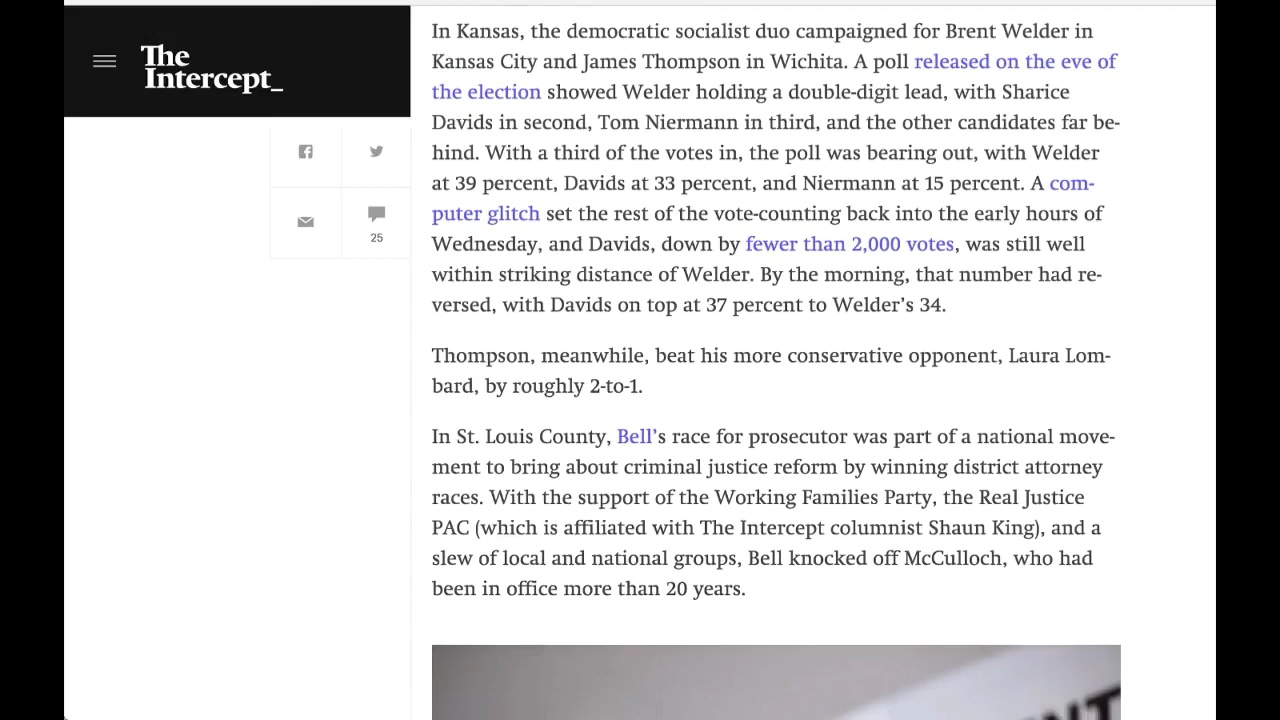 The
Intercept_
25
In Kansas, the democratic socialist duo campaigned for Brent Welder in
Kansas City and James Thompson in Wichita. A poll released on the eve of
the election showed Welder holding a double-digit lead, with Sharice
Davids in second, Tom Niermann in third, and the other candidates far be-
hind. With a third of the votes in, the poll was bearing out, with Welder
at 39 percent, Davids at 33 percent, and Niermann at 15 percent. A com-
puter glitch set the rest of the vote-counting back into the early hours of
Wednesday, and Davids, down by fewer than 2,000 votes, was still well
within striking distance of Welder. By the morning, that number had re-
versed, with Davids on top at 37 percent to Welder’s 34.
Thompson, meanwhile, beat his more conservative opponent, Laura Lom-
bard, by roughly 2-to-1.
In St. Louis County, Bell’s race for prosecutor was part of a national move-
ment to bring about criminal justice reform by winning district attorney
races. With the support of the Working Families Party, the Real Justice
PAC (which is affiliated with The Intercept columnist Shaun King), and a
slew of local and national groups, Bell knocked off McCulloch, who had
been in office more than 20 years.